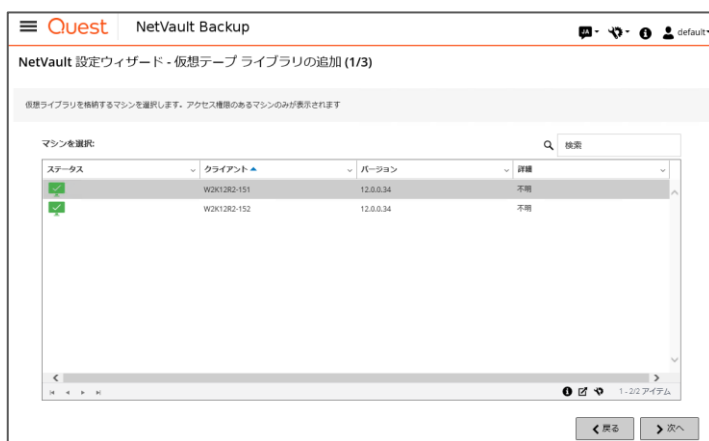 Quest NetVault Backup JA default
NetVault 設定ウィザード - 仮想テープ ライブラリの追加 (1/3)
仮想ライブラリを格納するマシンを選択します。アクセス権限のあるマシンのみが表示されます
マシンを選択: 検索
ステータス クライアント バージョン 詳細
W2K12R2-151 12.0.0.34 不明
W2K12R2-152 12.0.0.34 不明
1 - 2/2 アイテム
戻る 次へ